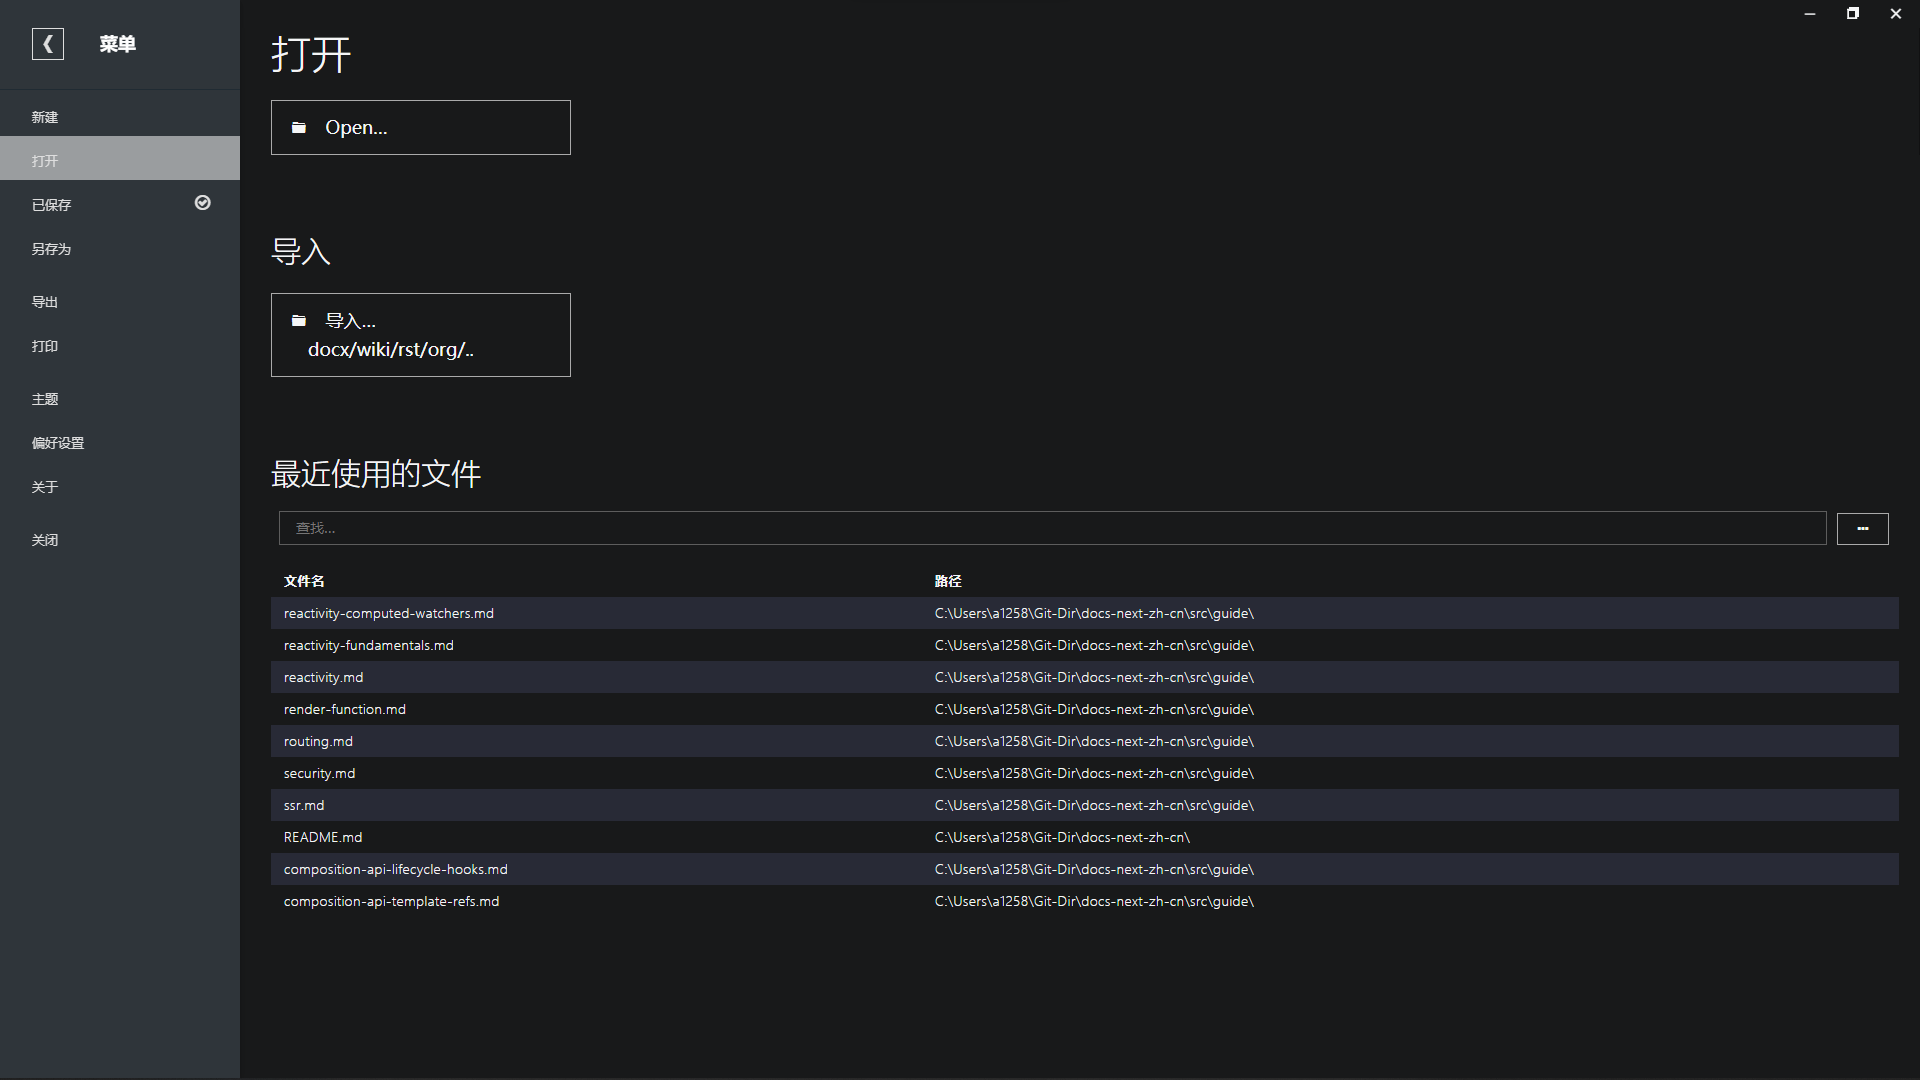 菜单
新建
打开
已保存
另存为
导出
打印
主题
偏好设置
关于
关闭
打开
Open...
导入
导入...
docx/wiki/rst/org/..
最近使用的文件
查找...
...
文件名 路径
reactivity-computed-watchers.md C:\Users\a1258\Git-Dir\docs-next-zh-cn\src\guide\
reactivity-fundamentals.md C:\Users\a1258\Git-Dir\docs-next-zh-cn\src\guide\
reactivity.md C:\Users\a1258\Git-Dir\docs-next-zh-cn\src\guide\
render-function.md C:\Users\a1258\Git-Dir\docs-next-zh-cn\src\guide\
routing.md C:\Users\a1258\Git-Dir\docs-next-zh-cn\src\guide\
security.md C:\Users\a1258\Git-Dir\docs-next-zh-cn\src\guide\
ssr.md C:\Users\a1258\Git-Dir\docs-next-zh-cn\src\guide\
README.md C:\Users\a1258\Git-Dir\docs-next-zh-cn\
composition-api-lifecycle-hooks.md C:\Users\a1258\Git-Dir\docs-next-zh-cn\src\guide\
composition-api-template-refs.md C:\Users\a1258\Git-Dir\docs-next-zh-cn\src\guide\